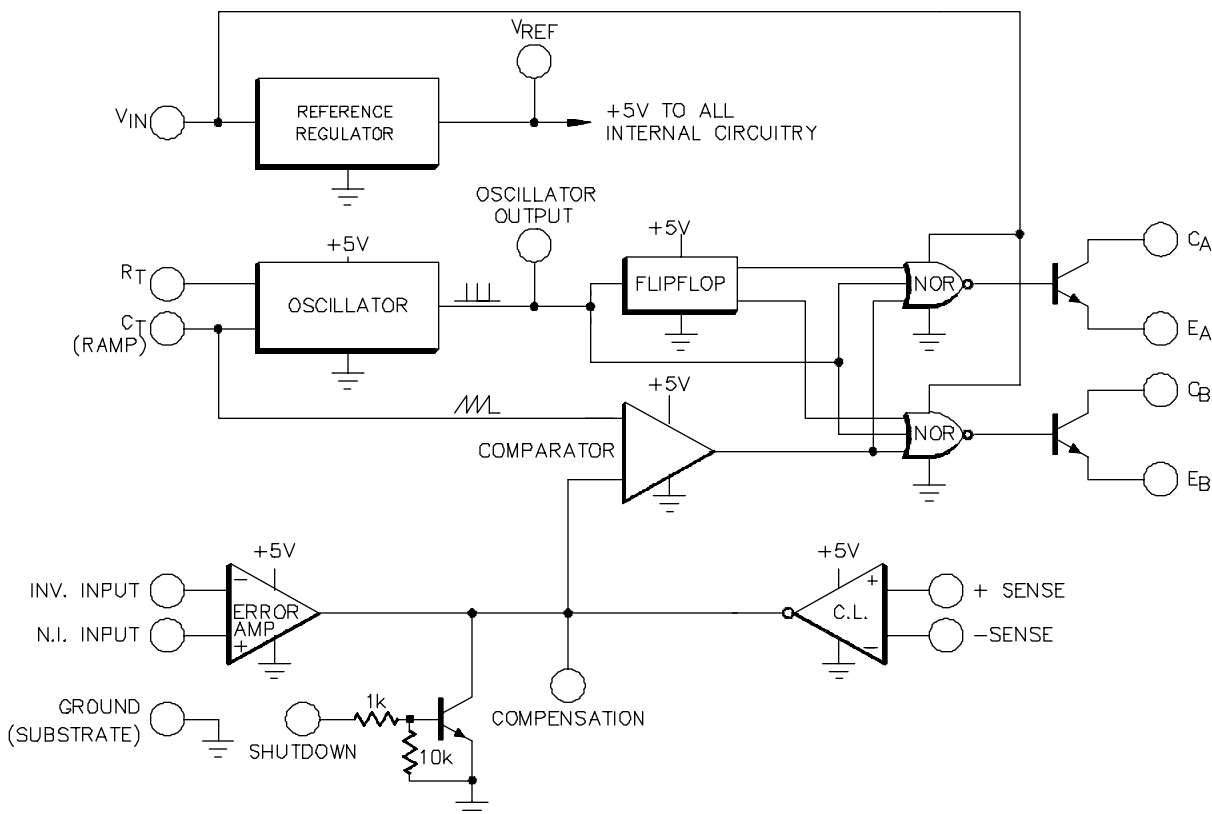 VREF
VIN
REFERENCE
REGULATOR
+5V TO ALL
INTERNAL CIRCUITRY
OSCILLATOR
OUTPUT
+5V
+5V
RT
CT
(RAMP)
OSCILLATOR
FLIPFLOP
NOR
CA
EA
+5V
COMPARATOR
NOR
CB
EB
+5V
+5V
INV. INPUT
N.I. INPUT
−
ERROR
AMP
+
+
C.L.
−
+ SENSE
−SENSE
GROUND
(SUBSTRATE)
SHUTDOWN
1k
10k
COMPENSATION